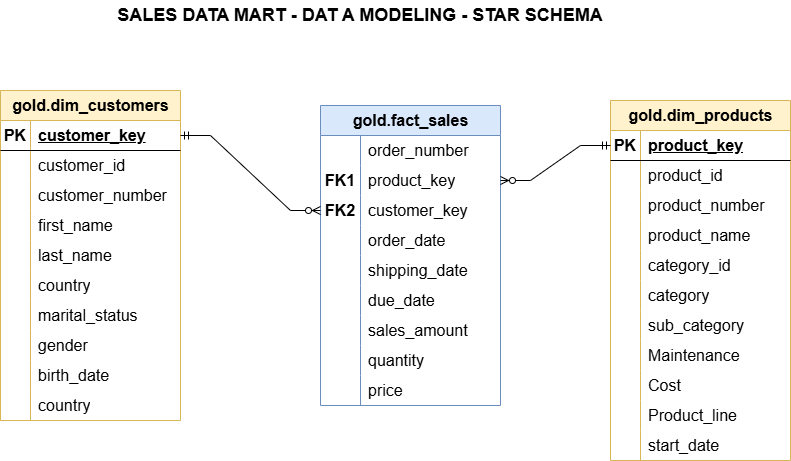 SALES DATA MART - DAT A MODELING - STAR SCHEMA
gold.dim_customers
PK customer_key
customer_id
customer_number
first_name
last_name
country
marital_status
gender
birth_date
country
gold.fact_sales
order_number
FK1 product_key
FK2 customer_key
order_date
shipping_date
due_date
sales_amount
quantity
price
gold.dim_products
PK product_key
product_id
product_number
product_name
category_id
category
sub_category
Maintenance
Cost
Product_line
start_date